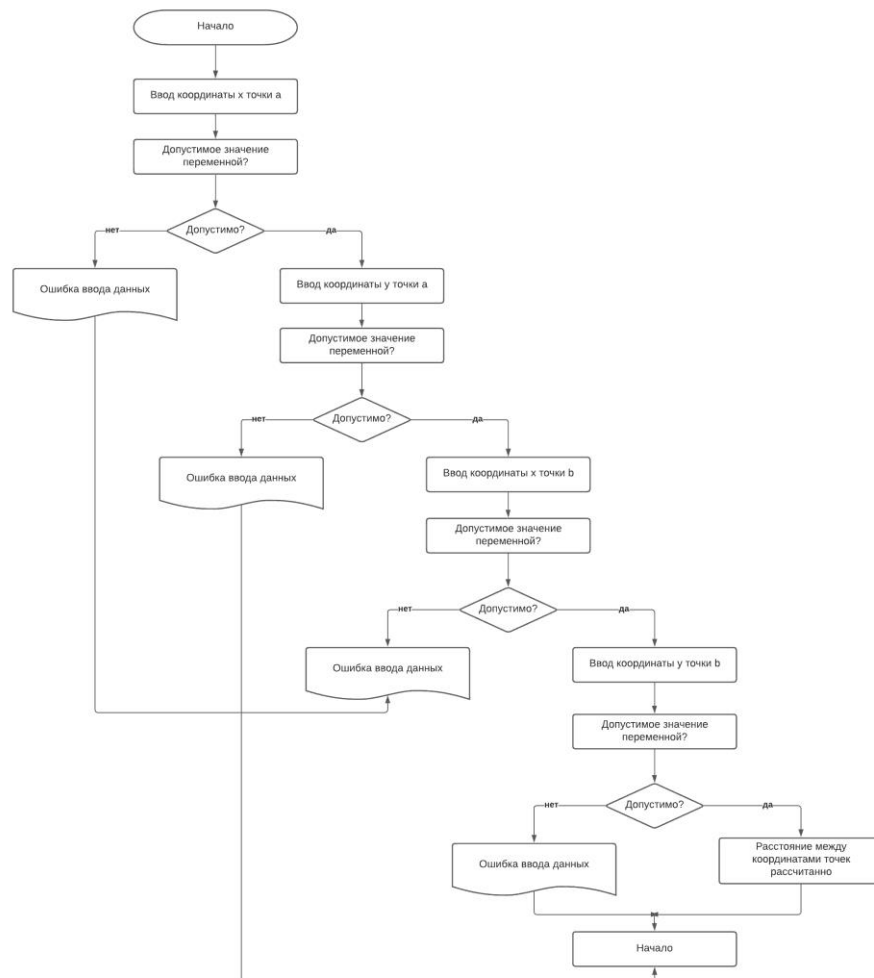 Начало
Ввод координаты х точки a
Допустимое значение
переменной?
Допустимо?
нет
да
Ошибка ввода данных
Ввод координаты у точки a
Допустимое значение
переменной?
Допустимо?
нет
да
Ошибка ввода данных
Ввод координаты х точки b
Допустимое значение
переменной?
Допустимо?
нет
да
Ошибка ввода данных
Ввод координаты у точки b
Допустимое значение
переменной?
Допустимо?
нет
да
Ошибка ввода данных
Расстояние между
координатами точек
рассчитанно
Начало